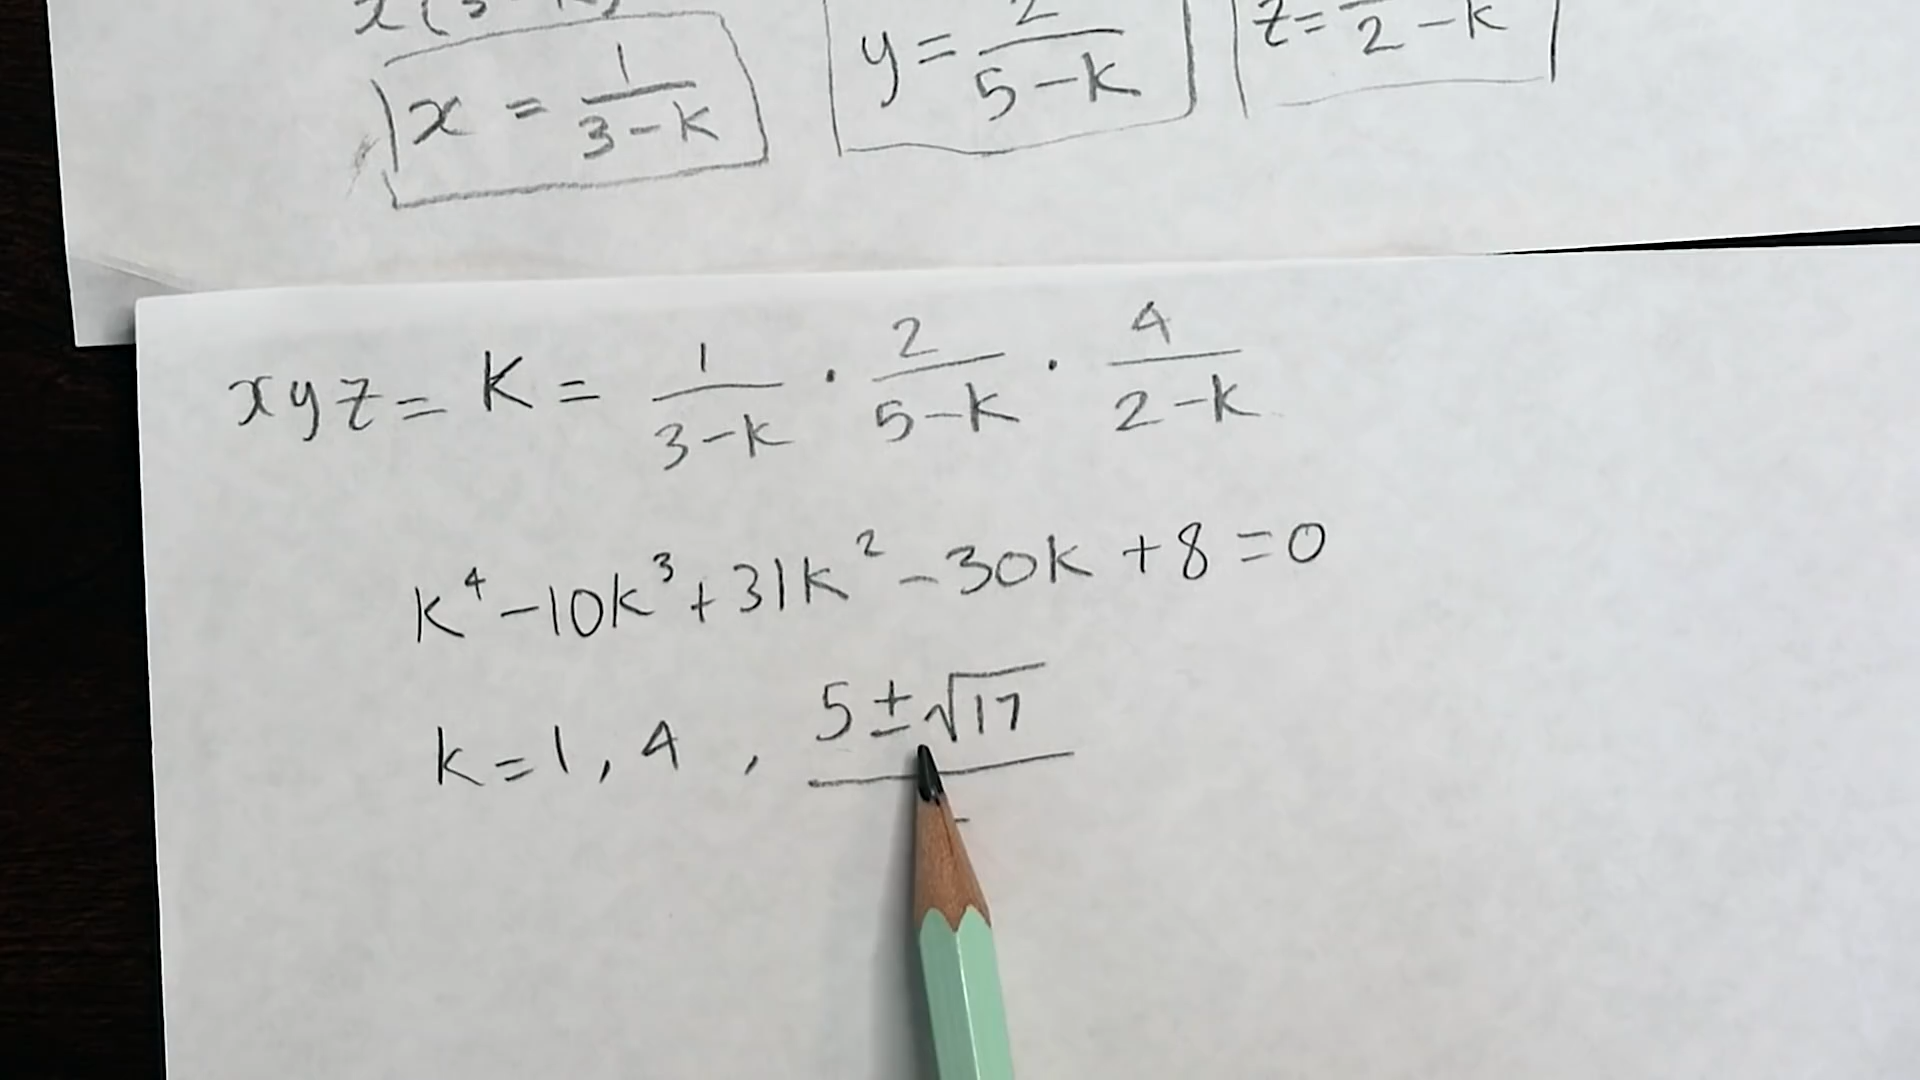 x = 1/(3-k) y = 2/(5-k) z = /(2-k)
xyz = K = 1/(3-k) · 2/(5-k) · 4/(2-k)
k⁴ - 10k³ + 31k² - 30k + 8 = 0
k = 1, 4 , 5±√17